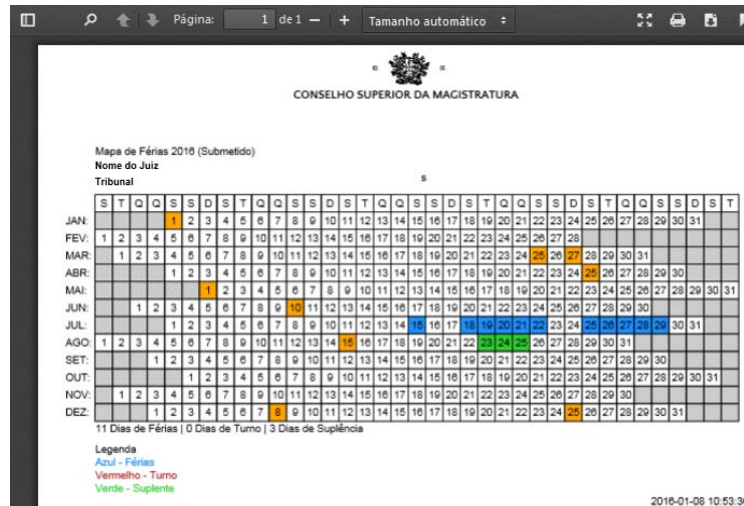 Página: 1 de 1 — + Tamanho automático
CONSELHO SUPERIOR DA MAGISTRATURA
Mapa de Férias 2016 (Submetido)
Nome do Juiz
Tribunal s
S T Q Q S S D S T Q Q S S D S T Q Q S S D S T Q Q S S D S T Q Q S S D S T
JAN: 1 2 3 4 5 6 7 8 9 10 11 12 13 14 15 16 17 18 19 20 21 22 23 24 25 26 27 28 29 30 31
FEV: 1 2 3 4 5 6 7 8 9 10 11 12 13 14 15 16 17 18 19 20 21 22 23 24 25 26 27 28
MAR: 1 2 3 4 5 6 7 8 9 10 11 12 13 14 15 16 17 18 19 20 21 22 23 24 25 26 27 28 29 30 31
ABR: 1 2 3 4 5 6 7 8 9 10 11 12 13 14 15 16 17 18 19 20 21 22 23 24 25 26 27 28 29 30
MAI: 1 2 3 4 5 6 7 8 9 10 11 12 13 14 15 16 17 18 19 20 21 22 23 24 25 26 27 28 29 30 31
JUN: 1 2 3 4 5 6 7 8 9 10 11 12 13 14 15 16 17 18 19 20 21 22 23 24 25 26 27 28 29 30
JUL: 1 2 3 4 5 6 7 8 9 10 11 12 13 14 15 16 17 18 19 20 21 22 23 24 25 26 27 28 29 30 31
AGO: 1 2 3 4 5 6 7 8 9 10 11 12 13 14 15 16 17 18 19 20 21 22 23 24 25 26 27 28 29 30 31
SET: 1 2 3 4 5 6 7 8 9 10 11 12 13 14 15 16 17 18 19 20 21 22 23 24 25 26 27 28 29 30
OUT: 1 2 3 4 5 6 7 8 9 10 11 12 13 14 15 16 17 18 19 20 21 22 23 24 25 26 27 28 29 30 31
NOV: 1 2 3 4 5 6 7 8 9 10 11 12 13 14 15 16 17 18 19 20 21 22 23 24 25 26 27 28 29 30
DEZ: 1 2 3 4 5 6 7 8 9 10 11 12 13 14 15 16 17 18 19 20 21 22 23 24 25 26 27 28 29 30 31
11 Dias de Férias | 0 Dias de Turno | 3 Dias de Suplência
Legenda
Azul - Férias
Vermelho - Turno
Verde - Suplente
2016-01-08 10:53:30